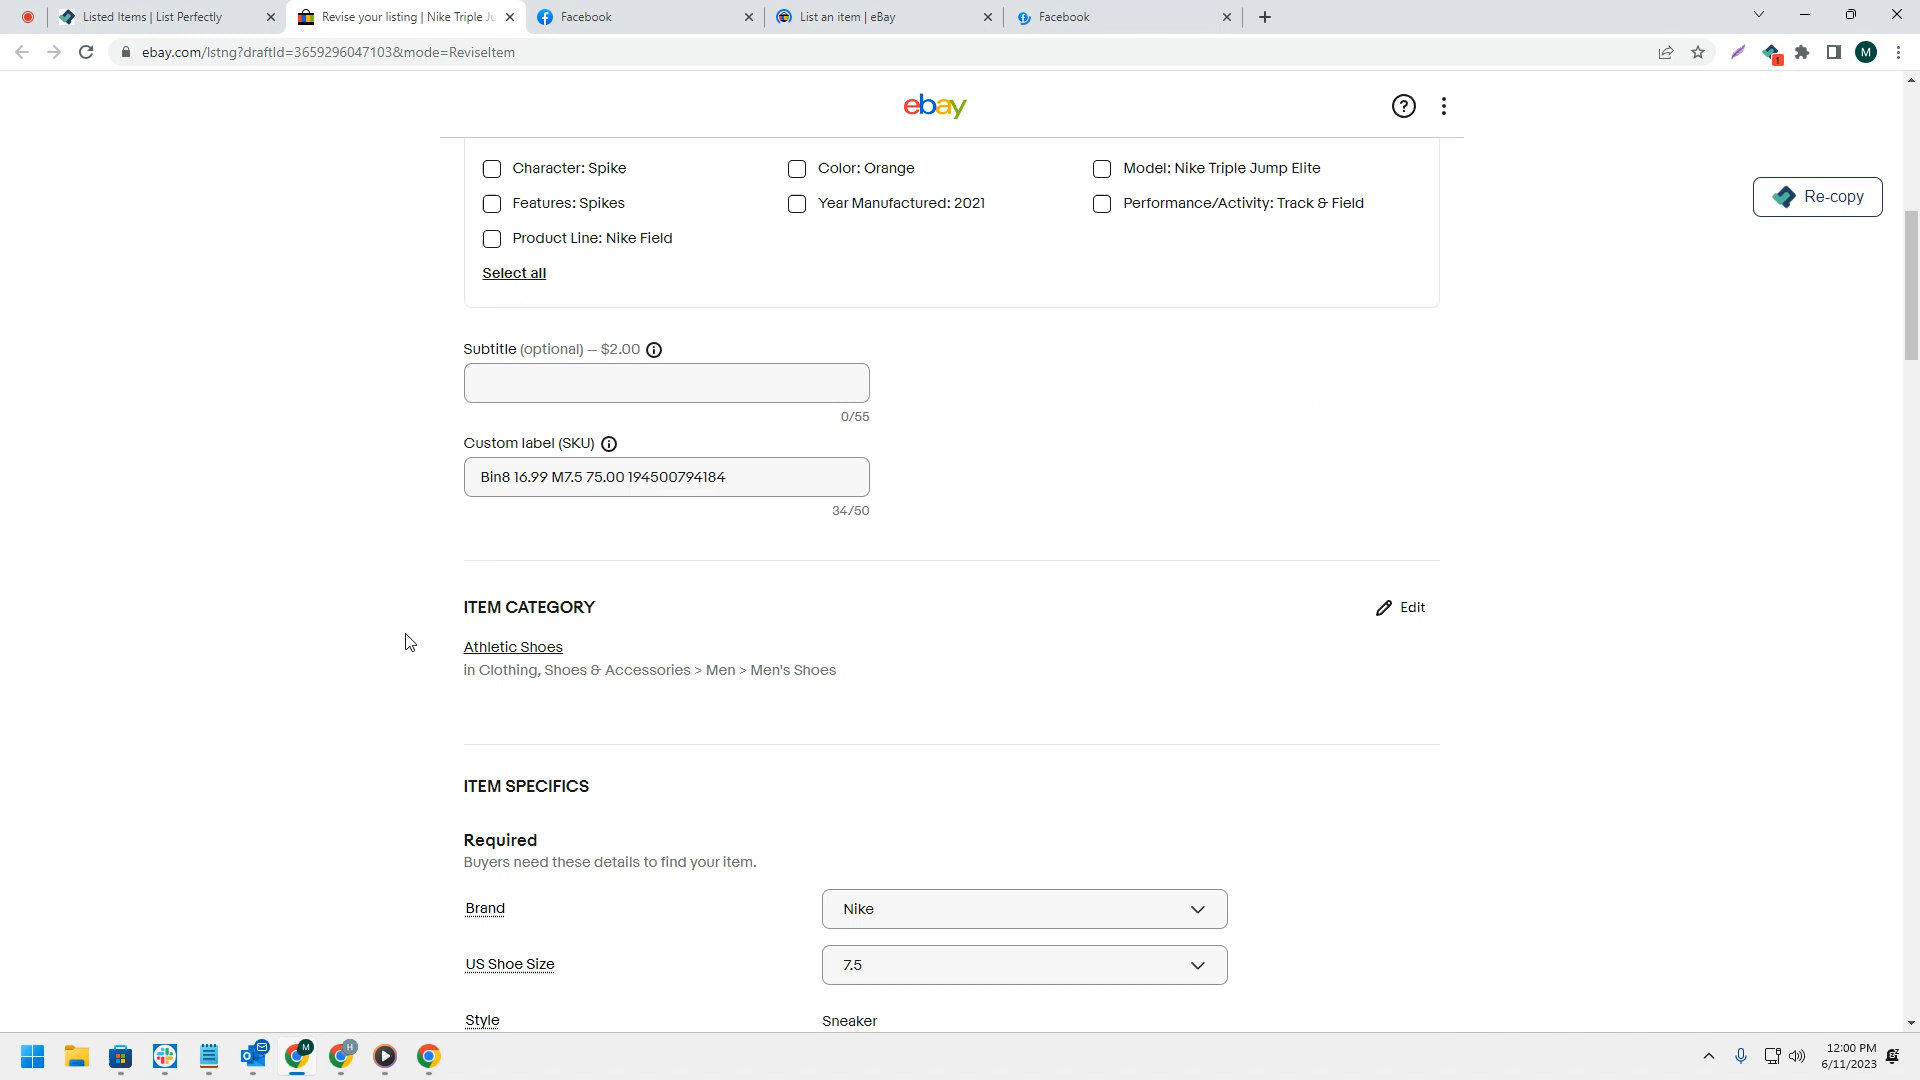 Listed Items | List Perfectly
Revise your listing | Nike Triple Ju
Facebook
List an item | eBay
Facebook
ebay.com/lstng?draftId=3659296047103&mode=ReviseItem
1
M
ebay
Character: Spike
Color: Orange
Model: Nike Triple Jump Elite
Features: Spikes
Year Manufactured: 2021
Performance/Activity: Track & Field
Product Line: Nike Field
Select all
Re-copy
Subtitle (optional) – $2.00
0/55
Custom label (SKU)
Bin8 16.99 M7.5 75.00 194500794184
34/50
ITEM CATEGORY
Edit
Athletic Shoes
in Clothing, Shoes & Accessories > Men > Men's Shoes
ITEM SPECIFICS
Required
Buyers need these details to find your item.
Brand
Nike
US Shoe Size
7.5
Style
Sneaker
M
H
12:00 PM
6/11/2023